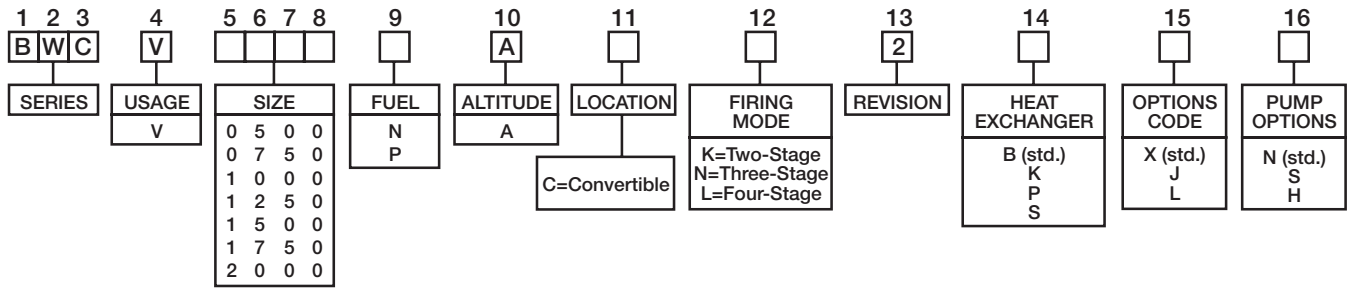 1 2 3 4 5 6 7 8 9 10 11 12 13 14 15 16
B W C V A 2
SERIES
USAGE
V
SIZE
0 5 0 0
0 7 5 0
1 0 0 0
1 2 5 0
1 5 0 0
1 7 5 0
2 0 0 0
FUEL
N
P
ALTITUDE
A
LOCATION
C=Convertible
FIRING
MODE
K=Two-Stage
N=Three-Stage
L=Four-Stage
REVISION
HEAT
EXCHANGER
B (std.)
K
P
S
OPTIONS
CODE
X (std.)
J
L
PUMP
OPTIONS
N (std.)
S
H